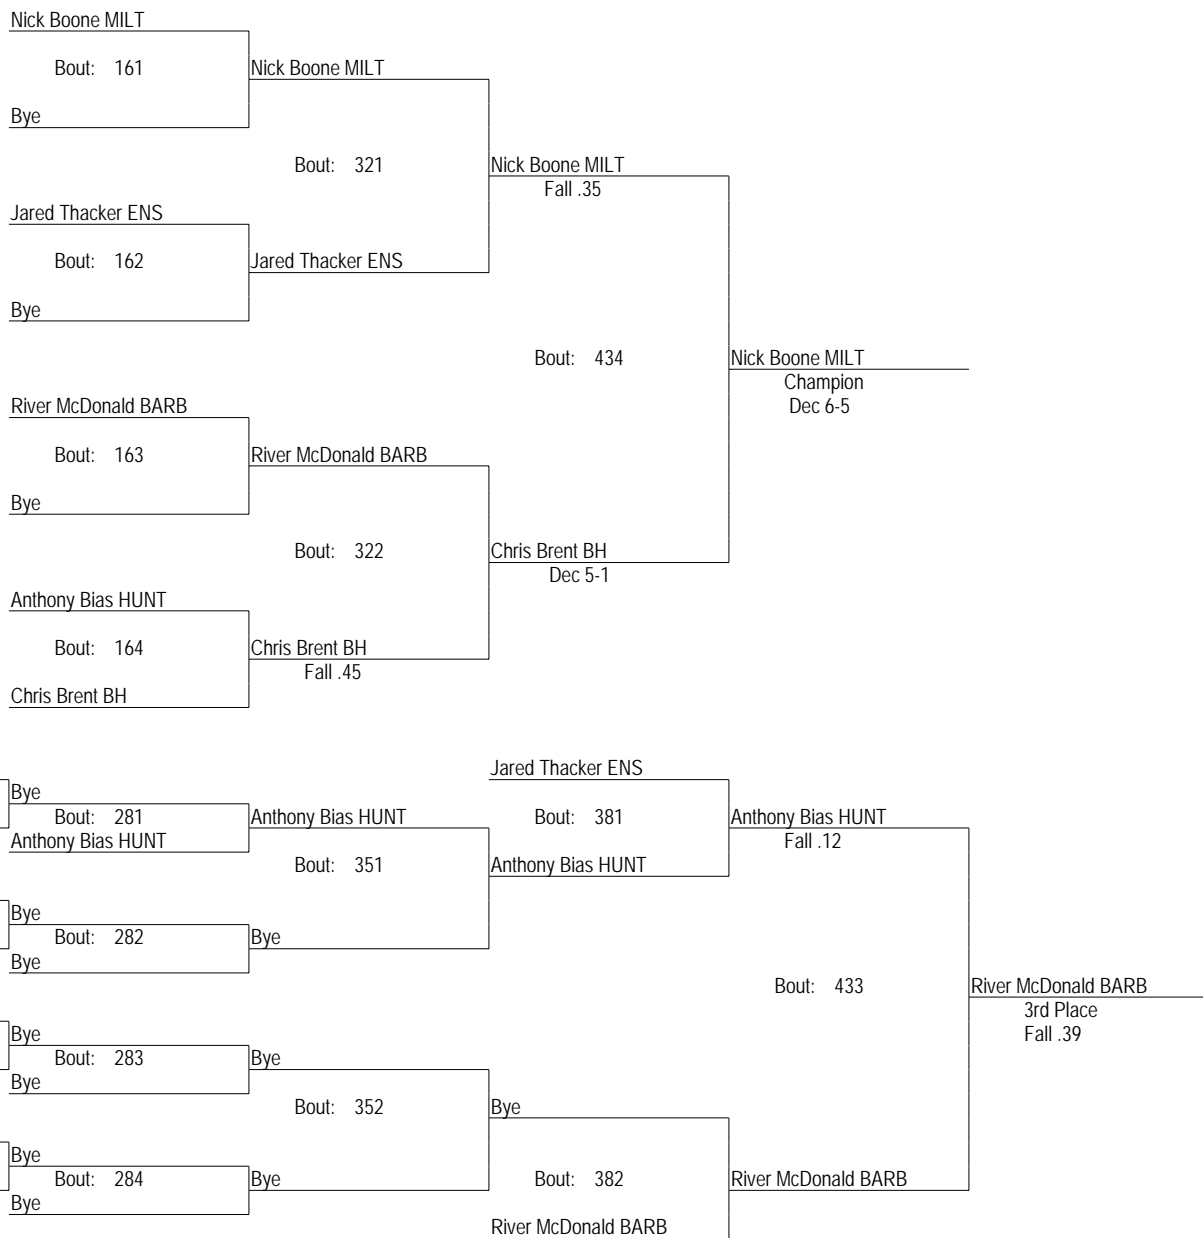 Nick Boone MILT
Bout: 161
Nick Boone MILT
Bye
Bout: 321
Nick Boone MILT
Fall .35
Jared Thacker ENS
Bout: 162
Jared Thacker ENS
Bye
Bout: 434
Nick Boone MILT
Champion
Dec 6-5
River McDonald BARB
Bout: 163
River McDonald BARB
Bye
Bout: 322
Chris Brent BH
Dec 5-1
Anthony Bias HUNT
Bout: 164
Chris Brent BH
Fall .45
Chris Brent BH
Jared Thacker ENS
Bye
Bout: 281
Anthony Bias HUNT
Bout: 381
Anthony Bias HUNT
Anthony Bias HUNT
Fall .12
Bout: 351
Anthony Bias HUNT
Bye
Bout: 282
Bye
Bye
Bout: 433
River McDonald BARB
3rd Place
Fall .39
Bye
Bout: 283
Bye
Bye
Bout: 352
Bye
Bye
Bout: 284
Bye
Bout: 382
River McDonald BARB
Bye
River McDonald BARB